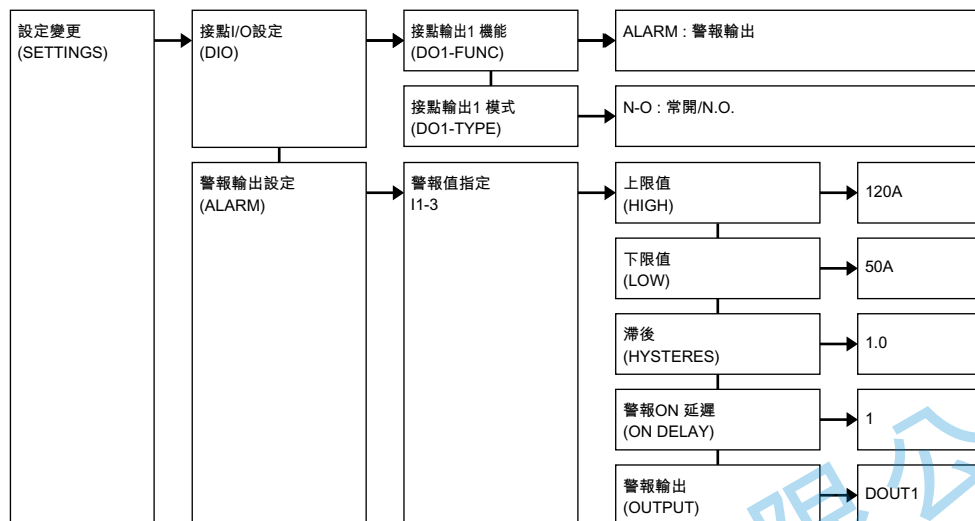 設定變更
(SETTINGS)
接點I/O設定
(DIO)
接點輸出1 機能
(DO1-FUNC)
ALARM : 警報輸出
接點輸出1 模式
(DO1-TYPE)
N-O : 常開/N.O.
警報輸出設定
(ALARM)
警報值指定
I1-3
上限值
(HIGH)
120A
下限值
(LOW)
50A
滯後
(HYSTERES)
1.0
警報ON 延遲
(ON DELAY)
1
警報輸出
(OUTPUT)
DOUT1
限公